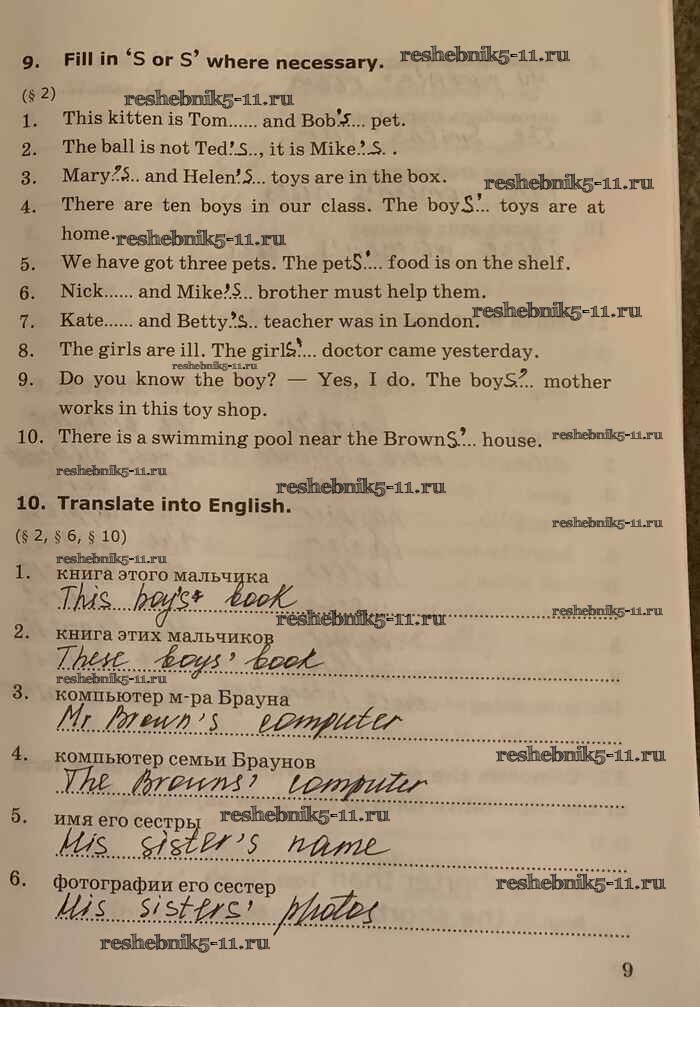 9. Fill in ‘S or S’ where necessary. reshebnik5-11.ru
(§ 2) reshebnik5-11.ru
1. This kitten is Tom...... and Bob's... pet.
2. The ball is not Ted's.., it is Mike's. .
3. Mary's.. and Helen's... toys are in the box. reshebnik5-11.ru
4. There are ten boys in our class. The boys'... toys are at
home. reshebnik5-11.ru
5. We have got three pets. The pets'... food is on the shelf.
6. Nick...... and Mike's... brother must help them.
7. Kate...... and Betty's.. teacher was in London. reshebnik5-11.ru
8. The girls are ill. The girls'... doctor came yesterday.
reshebnik5-11.ru
9. Do you know the boy? — Yes, I do. The boys'... mother
works in this toy shop.
10. There is a swimming pool near the Browns'... house. reshebnik5-11.ru
reshebnik5-11.ru
reshebnik5-11.ru
10. Translate into English.
reshebnik5-11.ru
(§ 2, § 6, § 10)
reshebnik5-11.ru
1. книга этого мальчика
This boy's book reshebnik5-11.ru
reshebnik5-11.ru
2. книга этих мальчиков
These boys' book
reshebnik5-11.ru
3. компьютер м-ра Брауна
Mr Brown's computer
4. компьютер семьи Браунов reshebnik5-11.ru
The Browns' computer
5. имя его сестры reshebnik5-11.ru
His sister's name
6. фотографии его сестер reshebnik5-11.ru
His sisters' photos
reshebnik5-11.ru
9